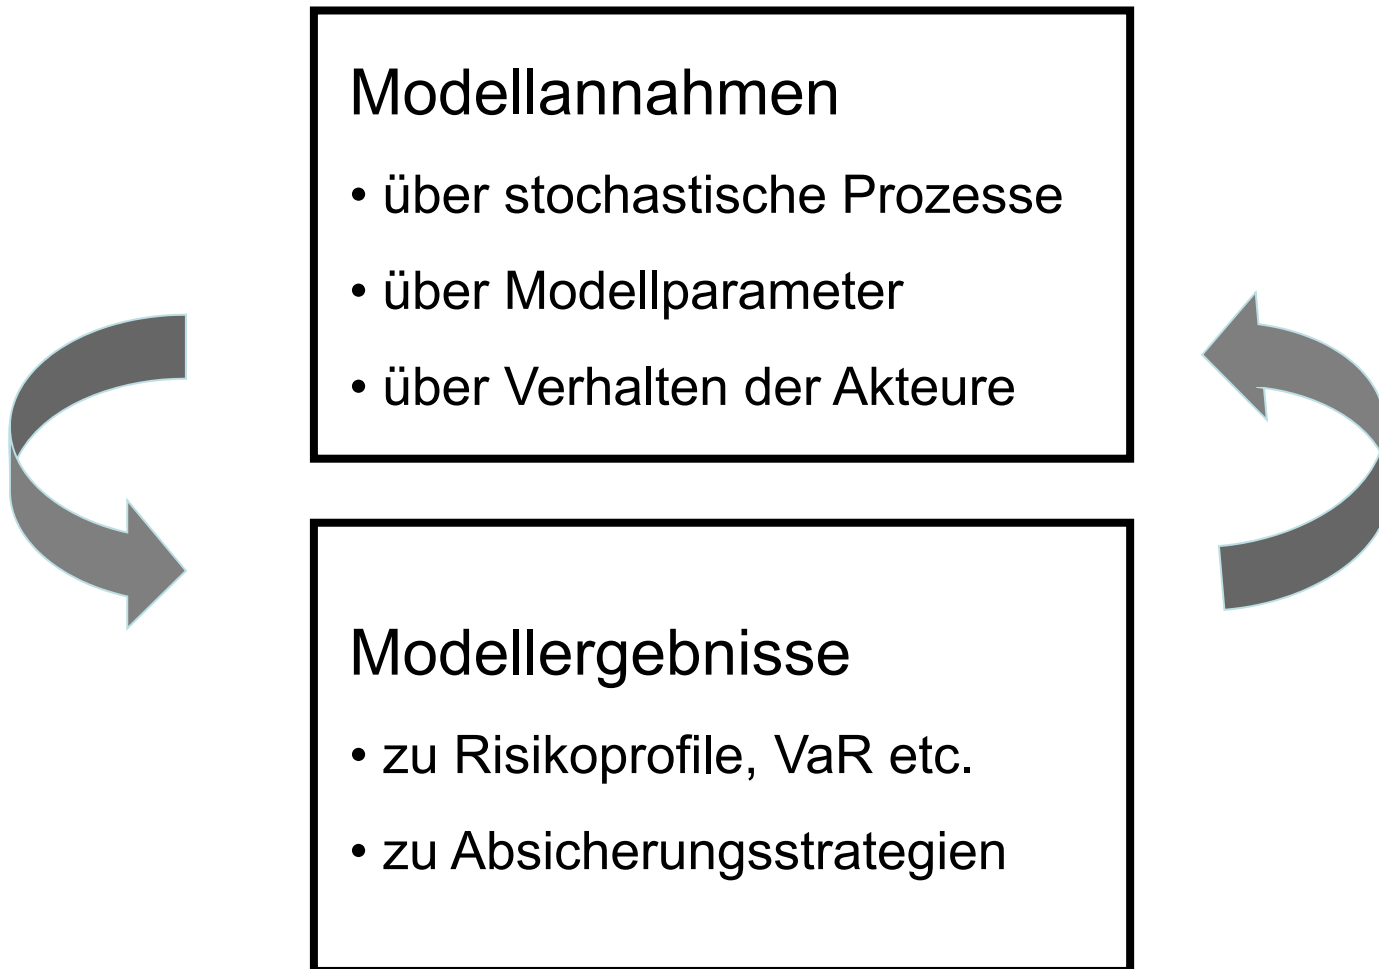 Modellannahmen
• über stochastische Prozesse
• über Modellparameter
• über Verhalten der Akteure
Modellergebnisse
• zu Risikoprofile, VaR etc.
• zu Absicherungsstrategien